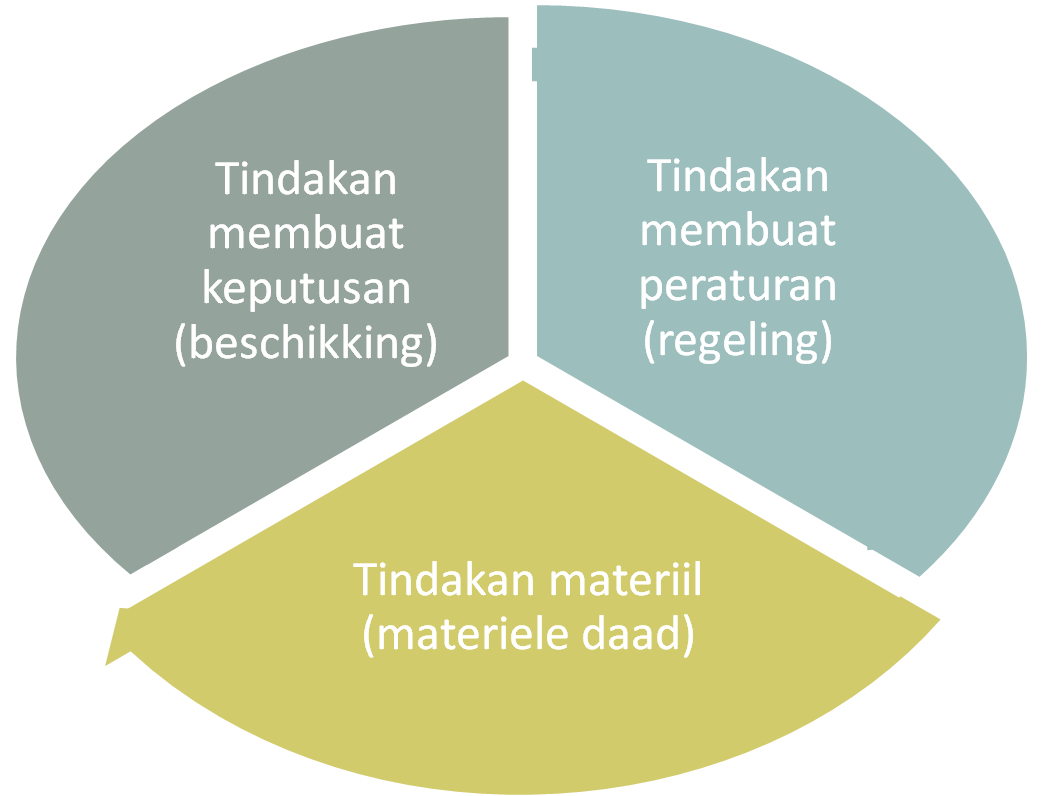 Tindakan
membuat
keputusan
(beschikking)
Tindakan
membuat
peraturan
(regeling)
Tindakan materiil
(materiele daad)